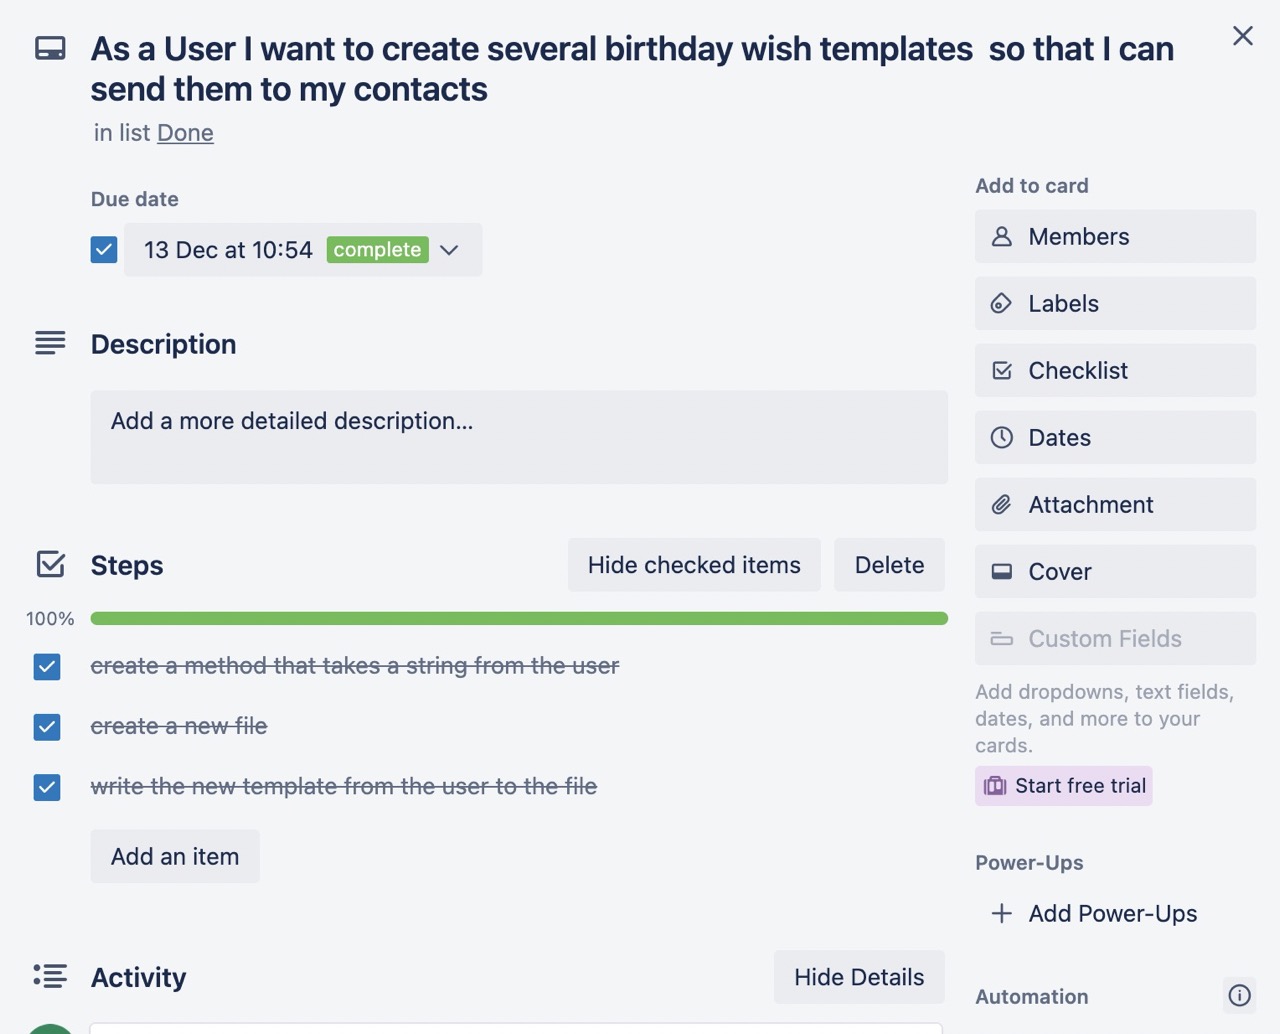 As a User I want to create several birthday wish templates  so that I can
send them to my contacts
in list Done
Due date
13 Dec at 10:54 complete
Description
Add a more detailed description...
Steps
Hide checked items
Delete
100%
create a method that takes a string from the user
create a new file
write the new template from the user to the file
Add an item
Activity
Hide Details
Add to card
Members
Labels
Checklist
Dates
Attachment
Cover
Custom Fields
Add dropdowns, text fields,
dates, and more to your
cards.
Start free trial
Power-Ups
Add Power-Ups
Automation